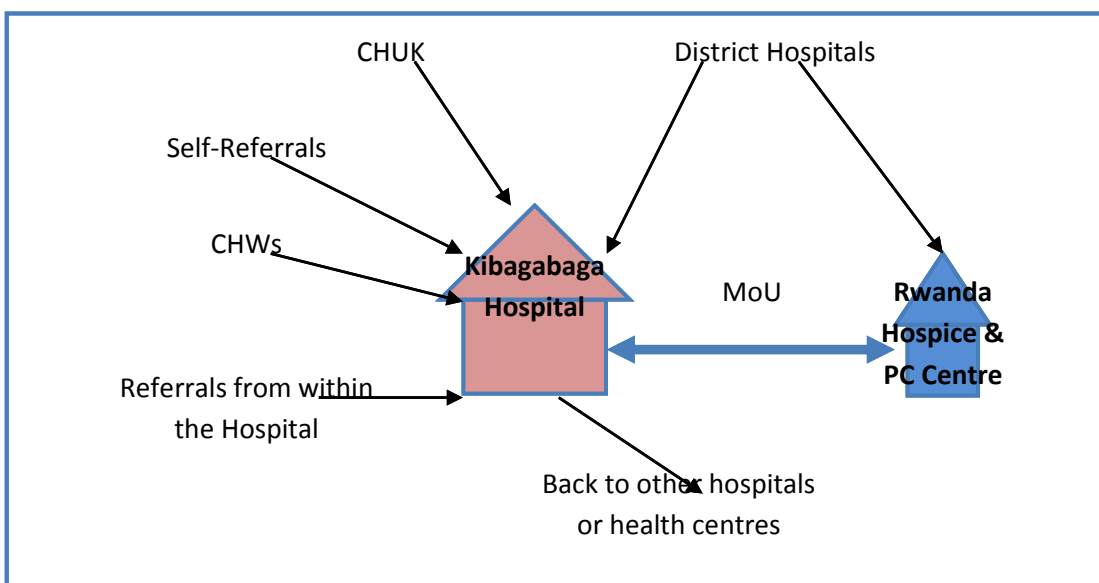 CHUK
District Hospitals
Self-Referrals
CHWs
Kibagabaga
Hospital
MoU
Rwanda
Hospice &
PC Centre
Referrals from within
the Hospital
Back to other hospitals
or health centres